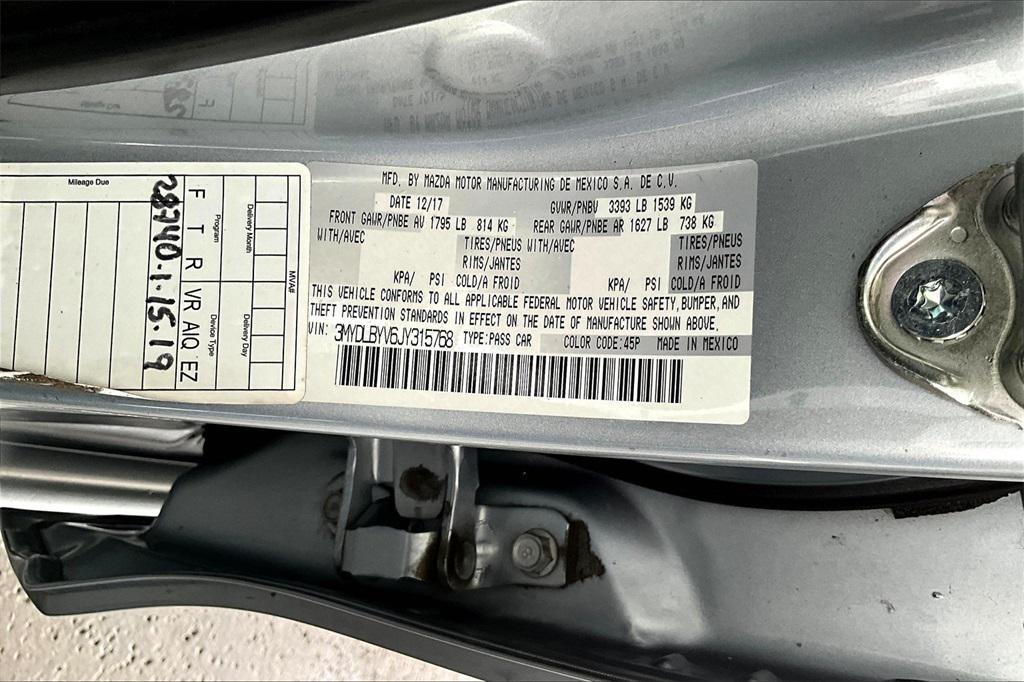 MFD. BY MAZDA MOTOR MANUFACTURING DE MEXICO S.A. DE C.V.
DATE 12/17 GVWR/PNBV 3393 LB 1539 KG
FRONT GAWR/PNBE AV 1795 LB 814 KG REAR GAWR/PNBE AR 1627 LB 738 KG
WITH/AVEC TIRES/PNEUS WITH/AVEC TIRES/PNEUS
RIMS/JANTES RIMS/JANTES
KPA/ PSI COLD/A FROID KPA/ PSI COLD/A FROID
THIS VEHICLE CONFORMS TO ALL APPLICABLE FEDERAL MOTOR VEHICLE SAFETY, BUMPER, AND
THEFT PREVENTION STANDARDS IN EFFECT ON THE DATE OF MANUFACTURE SHOWN ABOVE.
VIN: 3MYDLBYV6JY315768 TYPE:PASS CAR COLOR CODE:45P MADE IN MEXICO
MVA#
Delivery Month Delivery Day
Program Device Type
F T R VR AIQ EZ
28740.1.15.19
Mileage Due